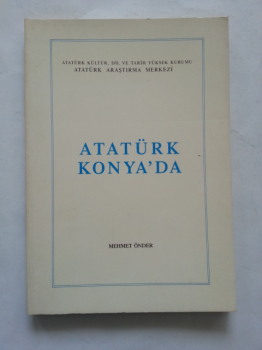 ATATÜRK KÜLTÜR, DİL VE TARİH YÜKSEK KURUMU
ATATÜRK ARAŞTIRMA MERKEZİ
ATATÜRK
KONYA'DA
MEHMET ÖNDER